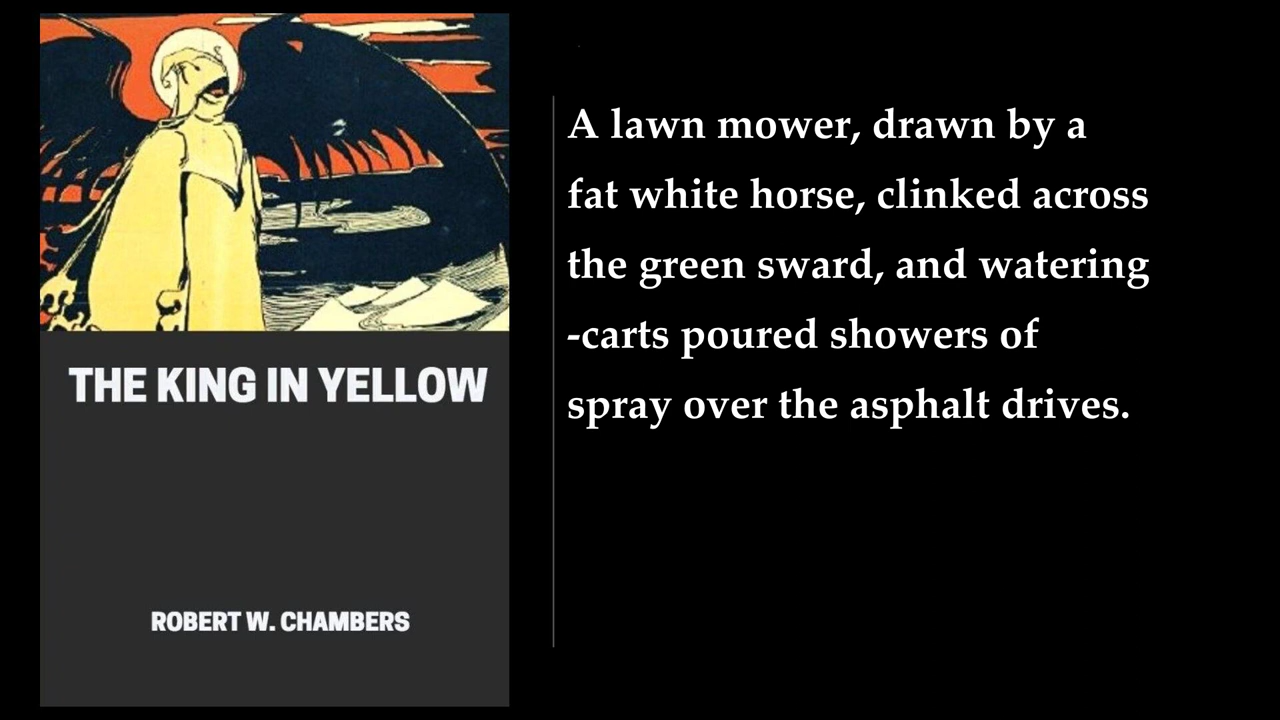 THE KING IN YELLOW
ROBERT W. CHAMBERS
A lawn mower, drawn by a
fat white horse, clinked across
the green sward, and watering
-carts poured showers of
spray over the asphalt drives.